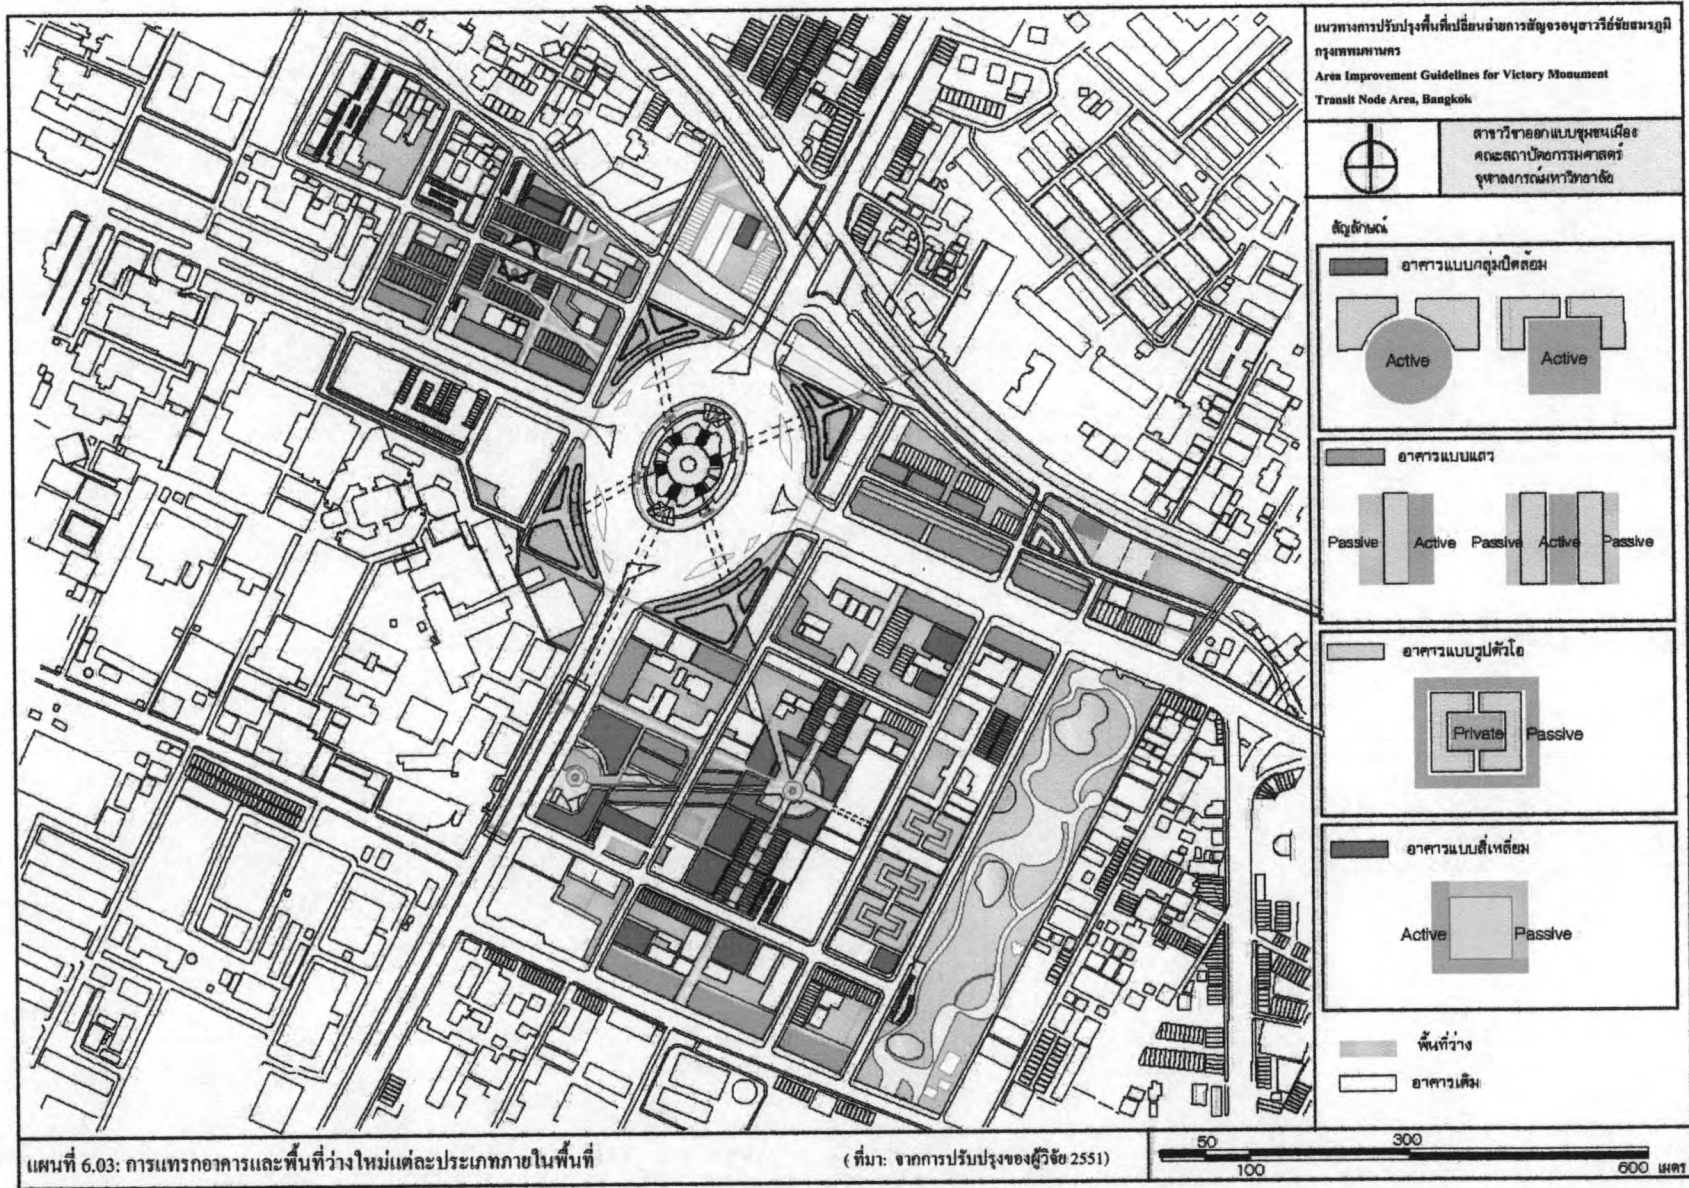 แนวทางการปรับปรุงพื้นที่เปลี่ยนถ่ายการสัญจรอนุสาวรีย์ชัยสมรภูมิ
กรุงเทพมหานคร
Area Improvement Guidelines for Victory Monument
Transit Node Area, Bangkok
สาขาวิชาออกแบบชุมชนเมือง
คณะสถาปัตยกรรมศาสตร์
จุฬาลงกรณ์มหาวิทยาลัย
สัญลักษณ์
อาคารแบบกลุ่มปิดล้อม
Active Active
อาคารแบบแถว
Passive Active Passive Active Passive
อาคารแบบรูปตัวโอ
Private Passive
อาคารแบบสี่เหลี่ยม
Active Passive
พื้นที่ว่าง
อาคารเดิม
แผนที่ 6.03: การแทรกอาคารและพื้นที่ว่างใหม่แต่ละประเภทภายในพื้นที่
( ที่มา: จากการปรับปรุงของผู้วิจัย 2551)
50 300
100 600 เมตร